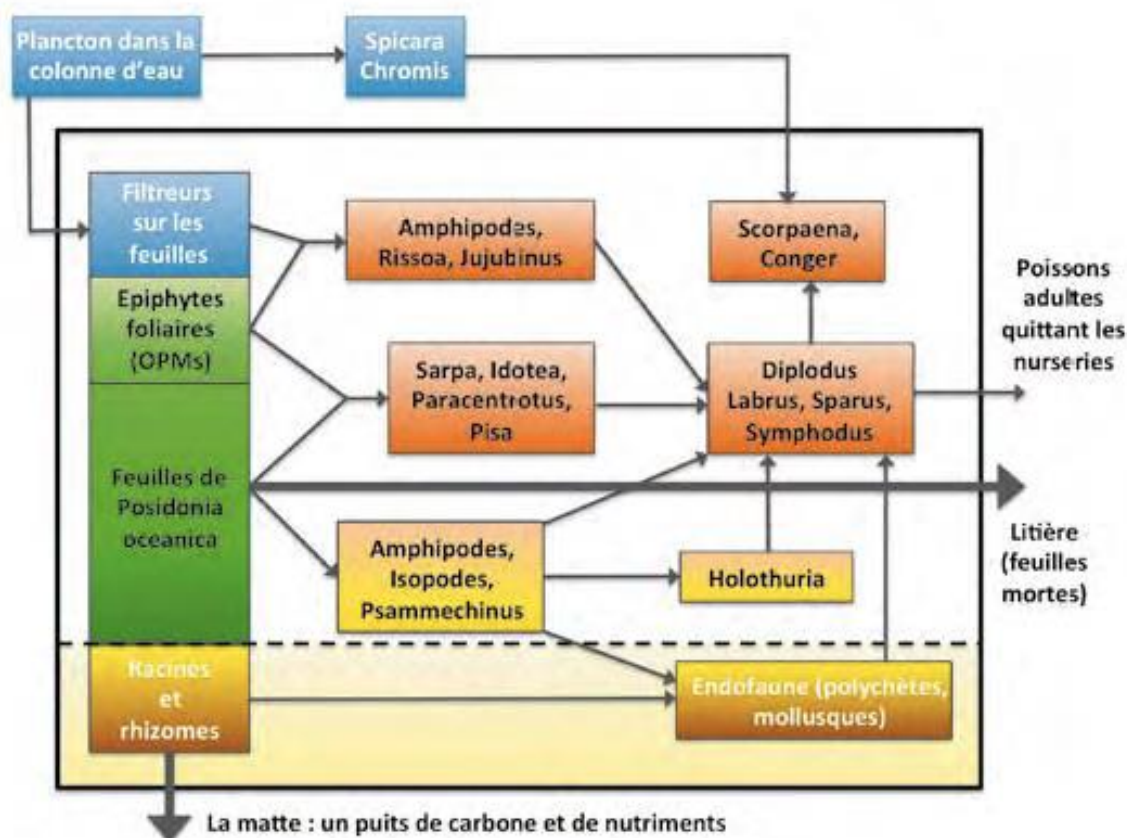 Plancton dans la
colonne d'eau
Spicara
Chromis
Filtreurs
sur les
feuilles
Amphipodes,
Rissoa, Jujubinus
Scorpaena,
Conger
Epiphytes
foliaires
(OPMs)
Sarpa, Idotea,
Paracentrotus,
Pisa
Diplodus
Labrus, Sparus,
Symphodus
Poissons
adultes
quittant les
nurseries
Feuilles de
Posidonia
oceanica
Amphipodes,
Isopodes,
Psammechinus
Holothuria
Litière
(feuilles
mortes)
Racines
et
rhizomes
Endofaune (polychètes,
mollusques)
La matte : un puits de carbone et de nutriments